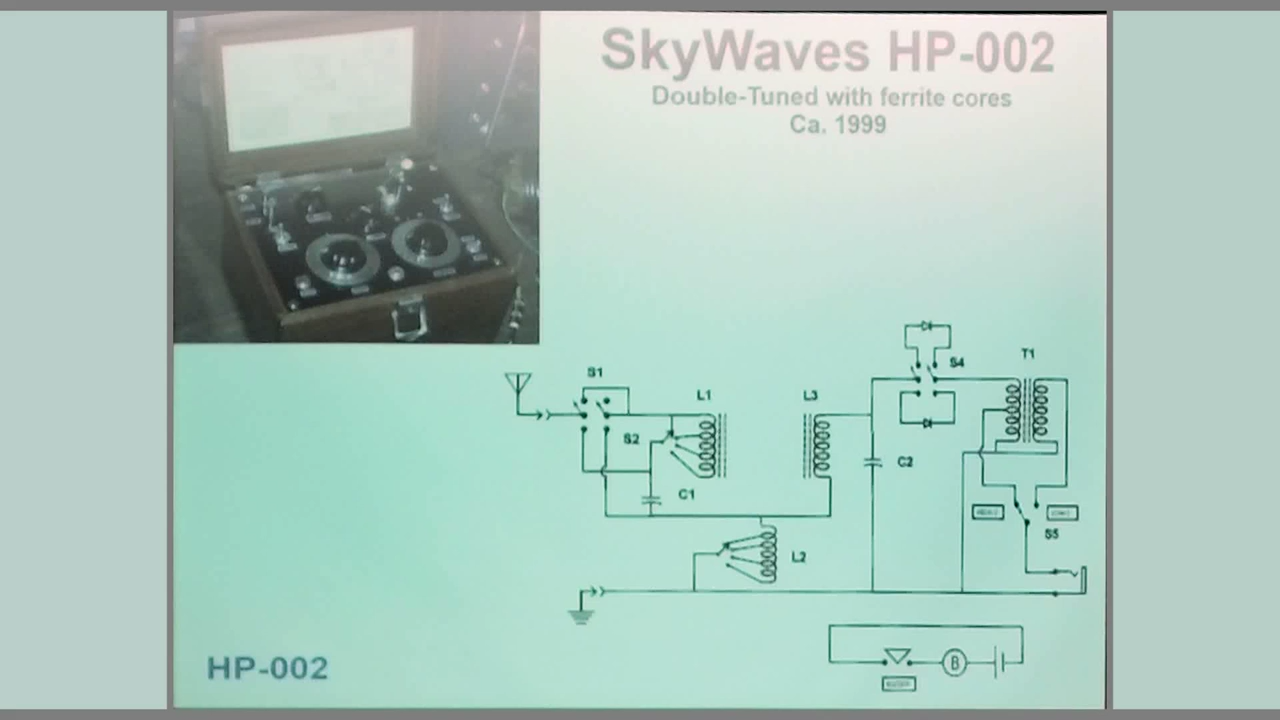 SkyWaves HP-002
Double-Tuned with ferrite cores
Ca. 1999
S1
L1
L3
S4
T1
S2
C1
C2
L2
S5
B
HP-002